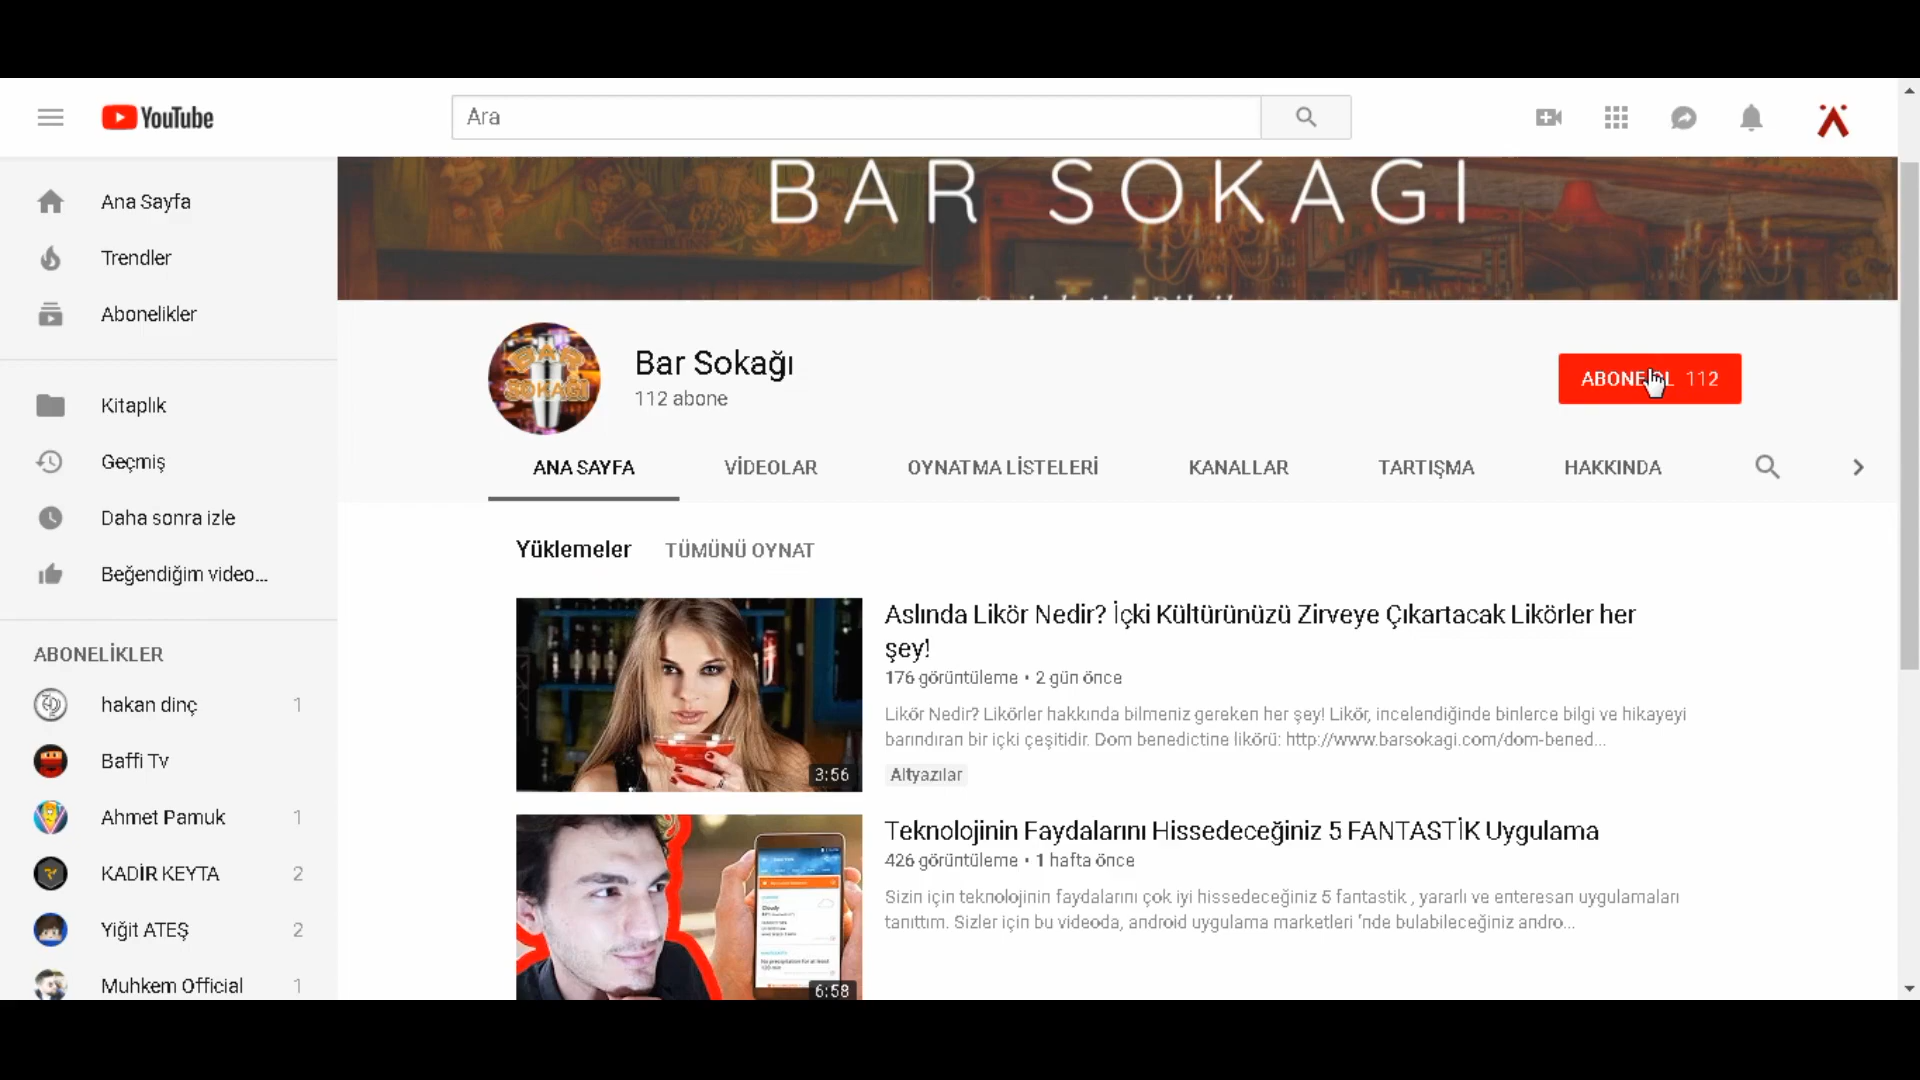 YouTube
Ara
BAR SOKAGI
Ana Sayfa
Trendler
Abonelikler
Kitaplık
Geçmiş
Daha sonra izle
Beğendiğim video...
ABONELİKLER
hakan dinç 1
Baffi Tv
Ahmet Pamuk 1
KADİR KEYTA 2
Yiğit ATEŞ 2
Muhkem Official 1
BAR
SOKAGI
Bar Sokağı
112 abone
ABONE OL 112
ANA SAYFA VİDEOLAR OYNATMA LİSTELERİ KANALLAR TARTIŞMA HAKKINDA
Yüklemeler TÜMÜNÜ OYNAT
3:56
Aslında Likör Nedir? İçki Kültürünüzü Zirveye Çıkartacak Likörler her
şey!
176 görüntüleme • 2 gün önce
Likör Nedir? Likörler hakkında bilmeniz gereken her şey! Likör, incelendiğinde binlerce bilgi ve hikayeyi
barındıran bir içki çeşitidir. Dom benedictine likörü: http://www.barsokagi.com/dom-bened...
Altyazılar
6:58
Teknolojinin Faydalarını Hissedeceğiniz 5 FANTASTİK Uygulama
426 görüntüleme • 1 hafta önce
Sizin için teknolojinin faydalarını çok iyi hissedeceğiniz 5 fantastik , yararlı ve enteresan uygulamaları
tanıttım. Sizler için bu videoda, android uygulama marketleri 'nde bulabileceğiniz andro...